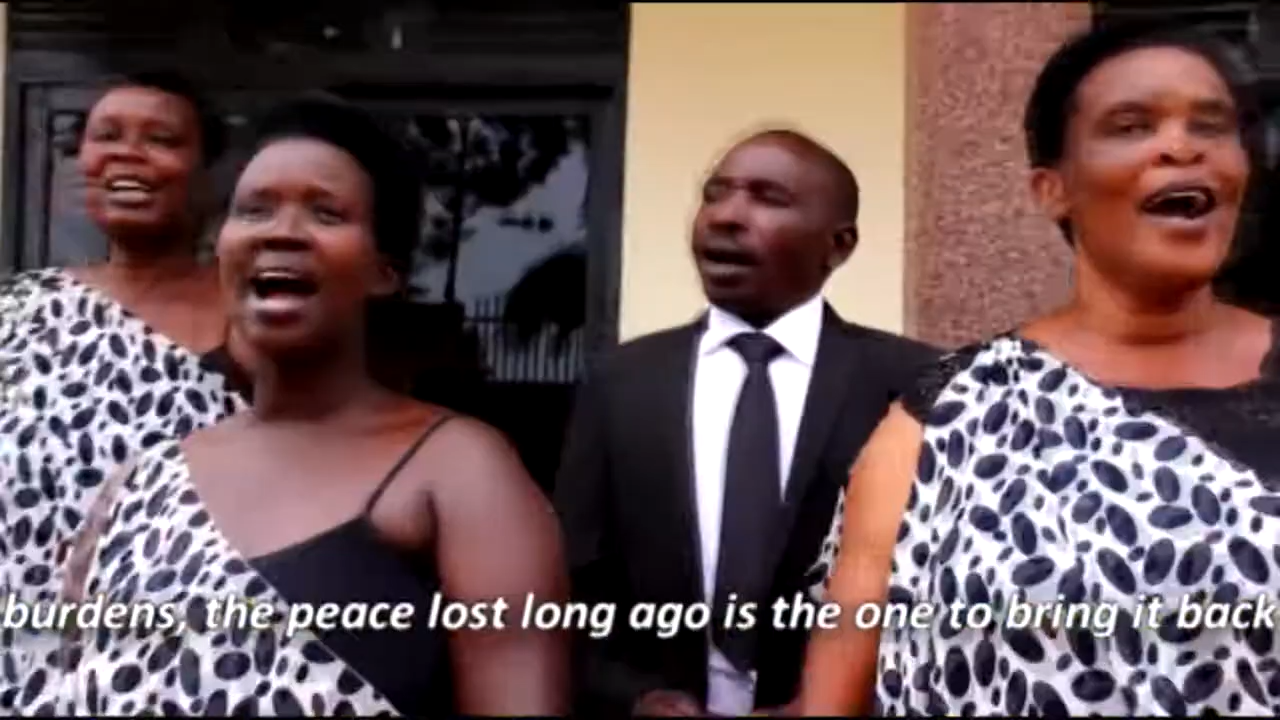 burdens, the peace lost long ago is the one to bring it back